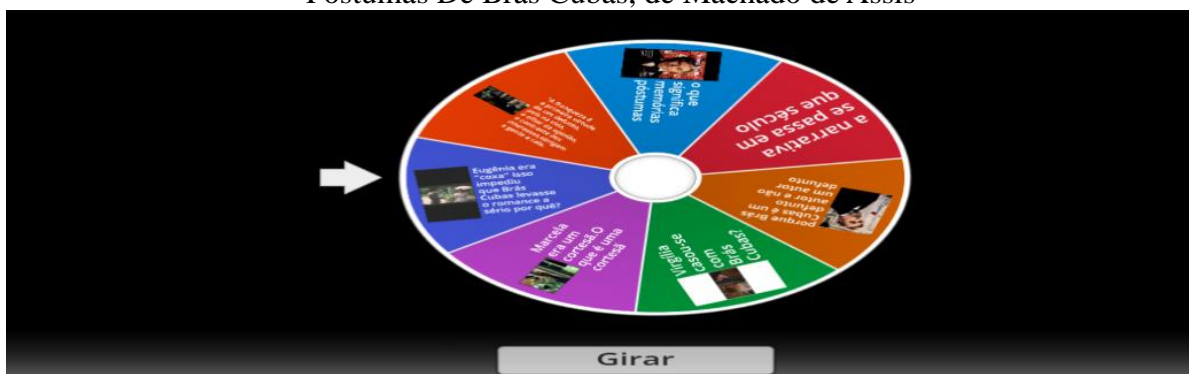 Póstumas De Brás Cubas, de Machado de Assis
o que
significa
memórias
póstumas
a narrativa
se passa em
que século
porque Brás
Cubas é um
defunto
autor e não
um autor
defunto
Virgília
casou-se
com
Brás
Cubas?
Marcela
era um
cortesã.O
que é uma
cortesã
Eugênia era
"coxa" isso
impediu
que Brás
Cubas levasse
o romance a
sério por quê?
Girar